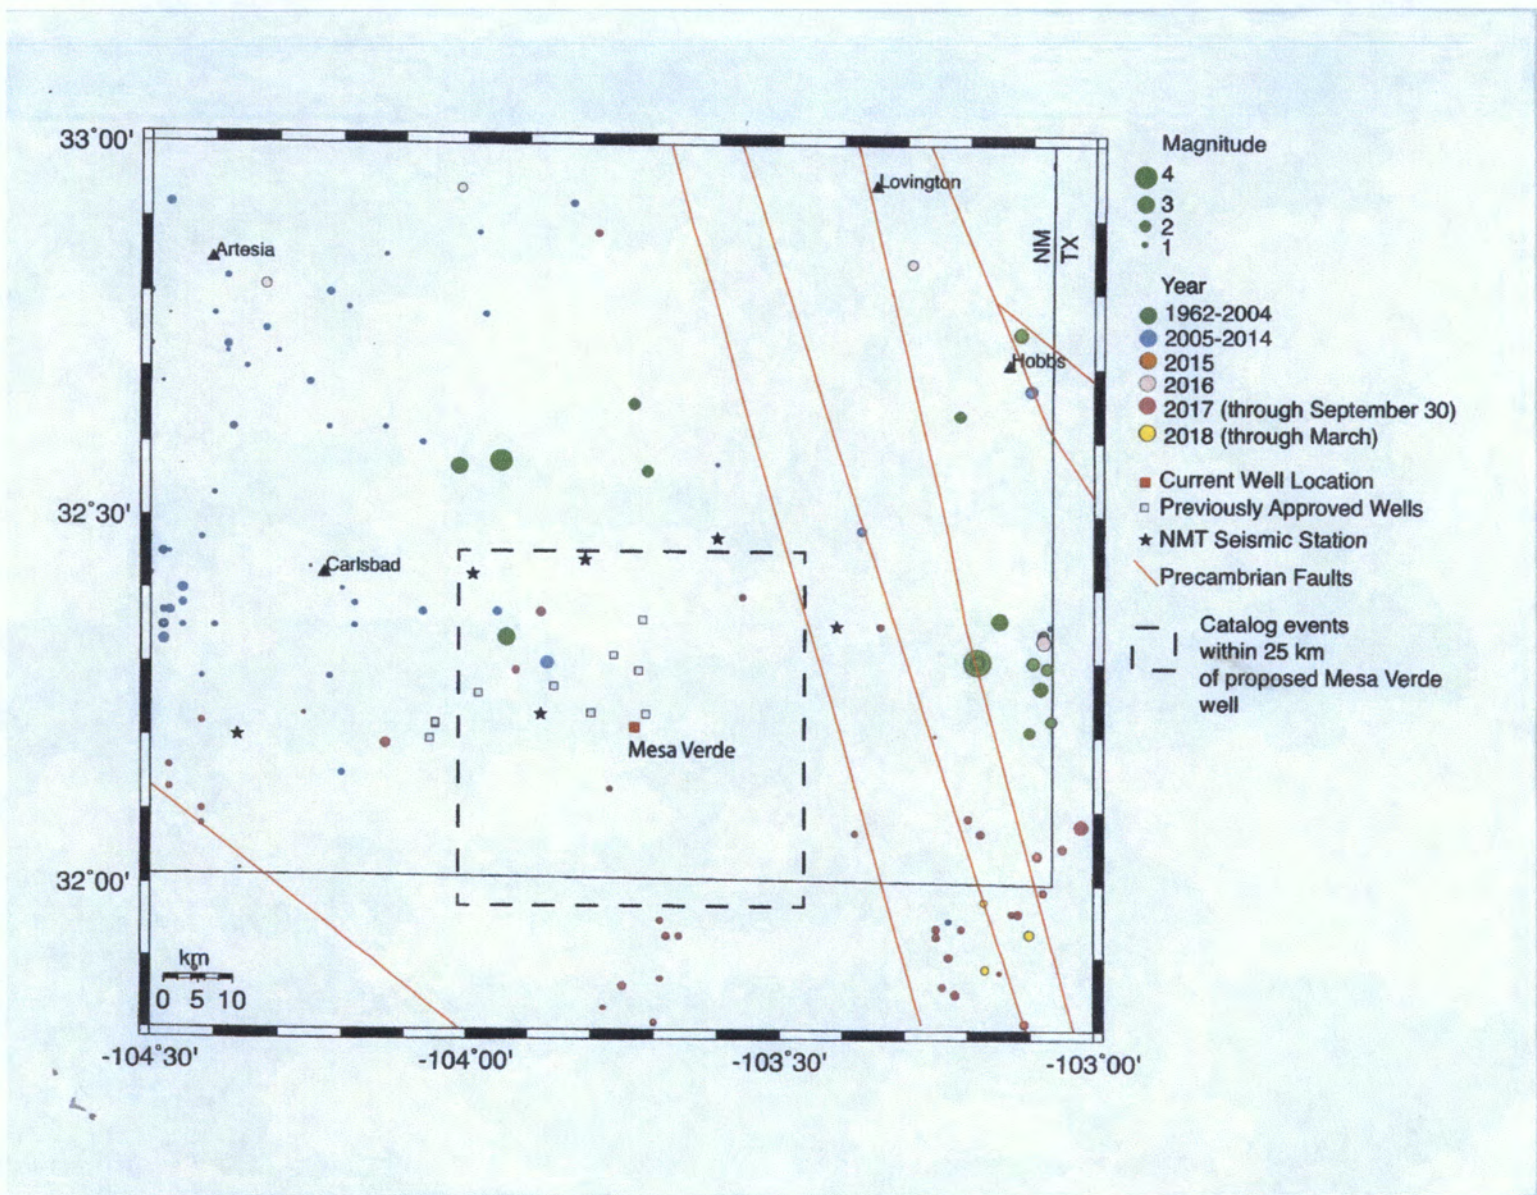 33°00'
32°30'
32°00'
-104°30'
-104°00'
-103°30'
-103°00'
Artesia
Lovington
NM
TX
Hobbs
Carlsbad
Mesa Verde
km
0 5 10
Magnitude
4
3
2
1
Year
1962-2004
2005-2014
2015
2016
2017 (through September 30)
2018 (through March)
Current Well Location
Previously Approved Wells
NMT Seismic Station
Precambrian Faults
Catalog events
within 25 km
of proposed Mesa Verde
well